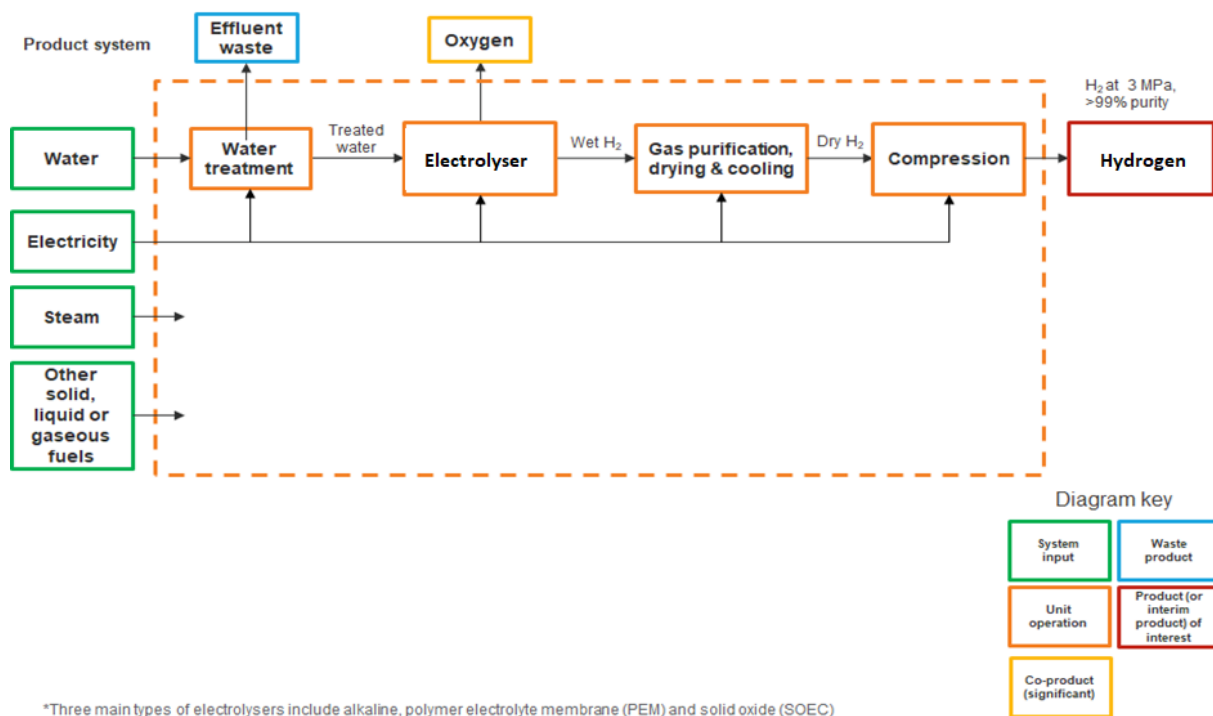 Product system
Effluent
waste
Oxygen
H₂ at 3 MPa,
>99% purity
Water
Water
treatment
Treated
water
Electrolyser
Wet H₂
Gas purification,
drying & cooling
Dry H₂
Compression
Hydrogen
Electricity
Steam
Other
solid,
liquid or
gaseous
fuels
Diagram key
System
input
Waste
product
Unit
operation
Product (or
interim
product) of
interest
Co-product
(significant)
*Three main types of electrolysers include alkaline, polymer electrolyte membrane (PEM) and solid oxide (SOEC)